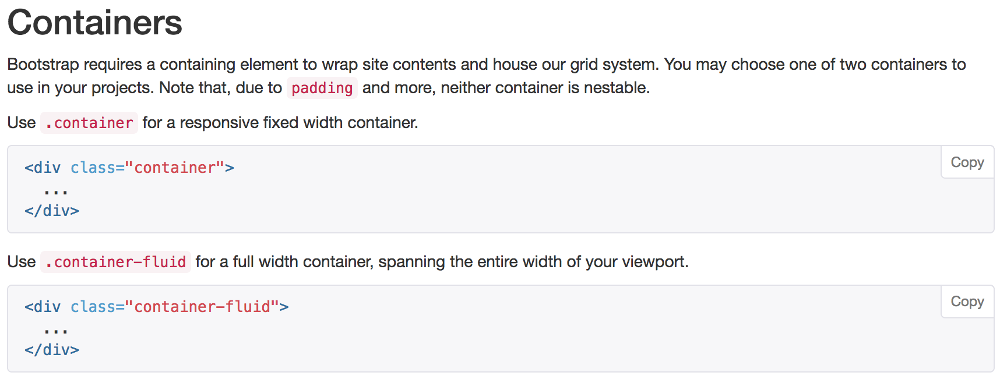 Containers
Bootstrap requires a containing element to wrap site contents and house our grid system. You may choose one of two containers to
use in your projects. Note that, due to padding and more, neither container is nestable.
Use .container for a responsive fixed width container.
Copy
<div class="container">
...
</div>
Use .container-fluid for a full width container, spanning the entire width of your viewport.
Copy
<div class="container-fluid">
...
</div>